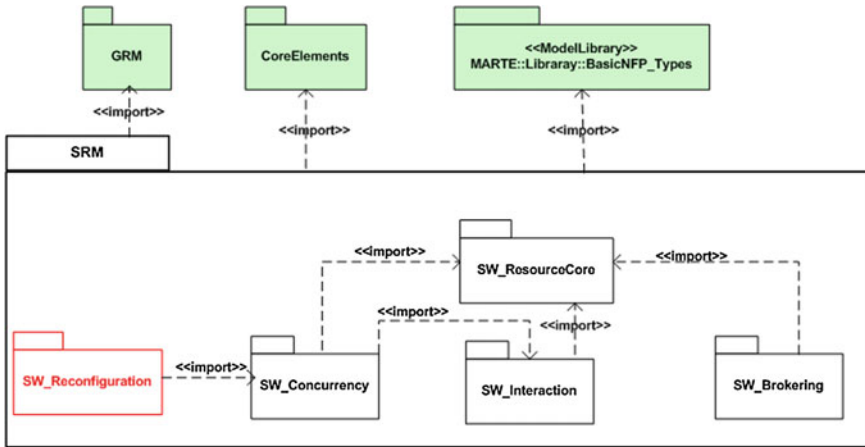 GRM
CoreElements
<<ModelLibrary>>
MARTE::Libraray::BasicNFP_Types
<<import>>
<<import>>
<<import>>
SRM
<<import>>
<<import>>
SW_ResourceCore
<<import>>
<<import>>
<<import>>
SW_Reconfiguration
SW_Concurrency
SW_Interaction
SW_Brokering